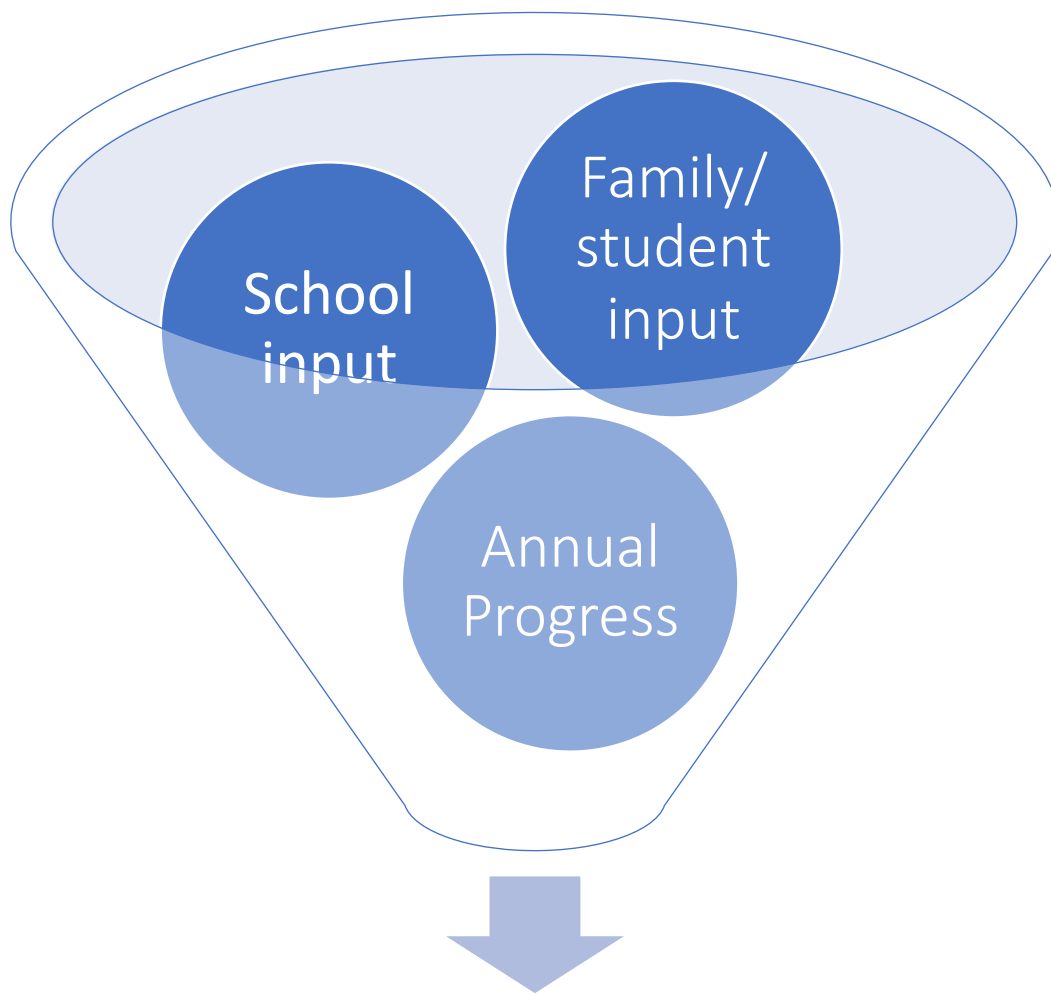 School
input
Family/
student
input
Annual
Progress